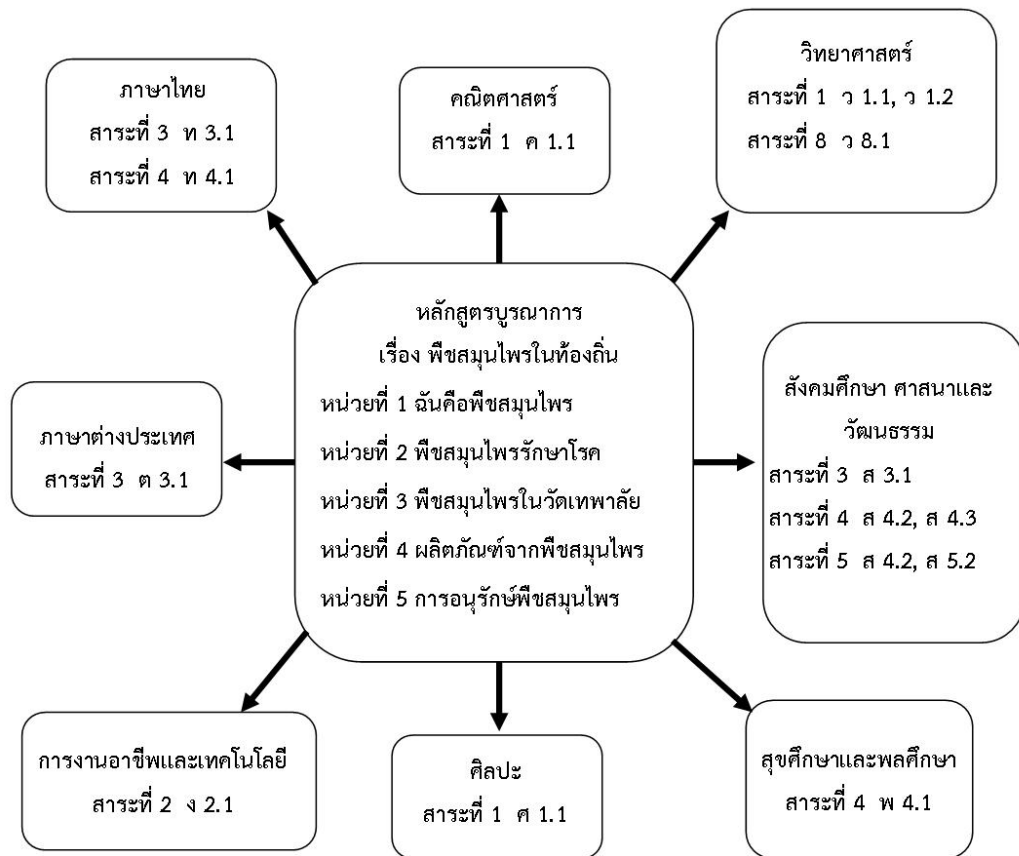 ภาษาไทย
สาระที่ 3 ท 3.1
สาระที่ 4 ท 4.1
คณิตศาสตร์
สาระที่ 1 ค 1.1
วิทยาศาสตร์
สาระที่ 1 ว 1.1, ว 1.2
สาระที่ 8 ว 8.1
หลักสูตรบูรณาการ
เรื่อง พืชสมุนไพรในท้องถิ่น
หน่วยที่ 1 ฉันคือพืชสมุนไพร
หน่วยที่ 2 พืชสมุนไพรรักษาโรค
หน่วยที่ 3 พืชสมุนไพรในวัดเทพาลัย
หน่วยที่ 4 ผลิตภัณฑ์จากพืชสมุนไพร
หน่วยที่ 5 การอนุรักษ์พืชสมุนไพร
ภาษาต่างประเทศ
สาระที่ 3 ต 3.1
สังคมศึกษา ศาสนาและ
วัฒนธรรม
สาระที่ 3 ส 3.1
สาระที่ 4 ส 4.2, ส 4.3
สาระที่ 5 ส 4.2, ส 5.2
การงานอาชีพและเทคโนโลยี
สาระที่ 2 ง 2.1
ศิลปะ
สาระที่ 1 ศ 1.1
สุขศึกษาและพลศึกษา
สาระที่ 4 พ 4.1